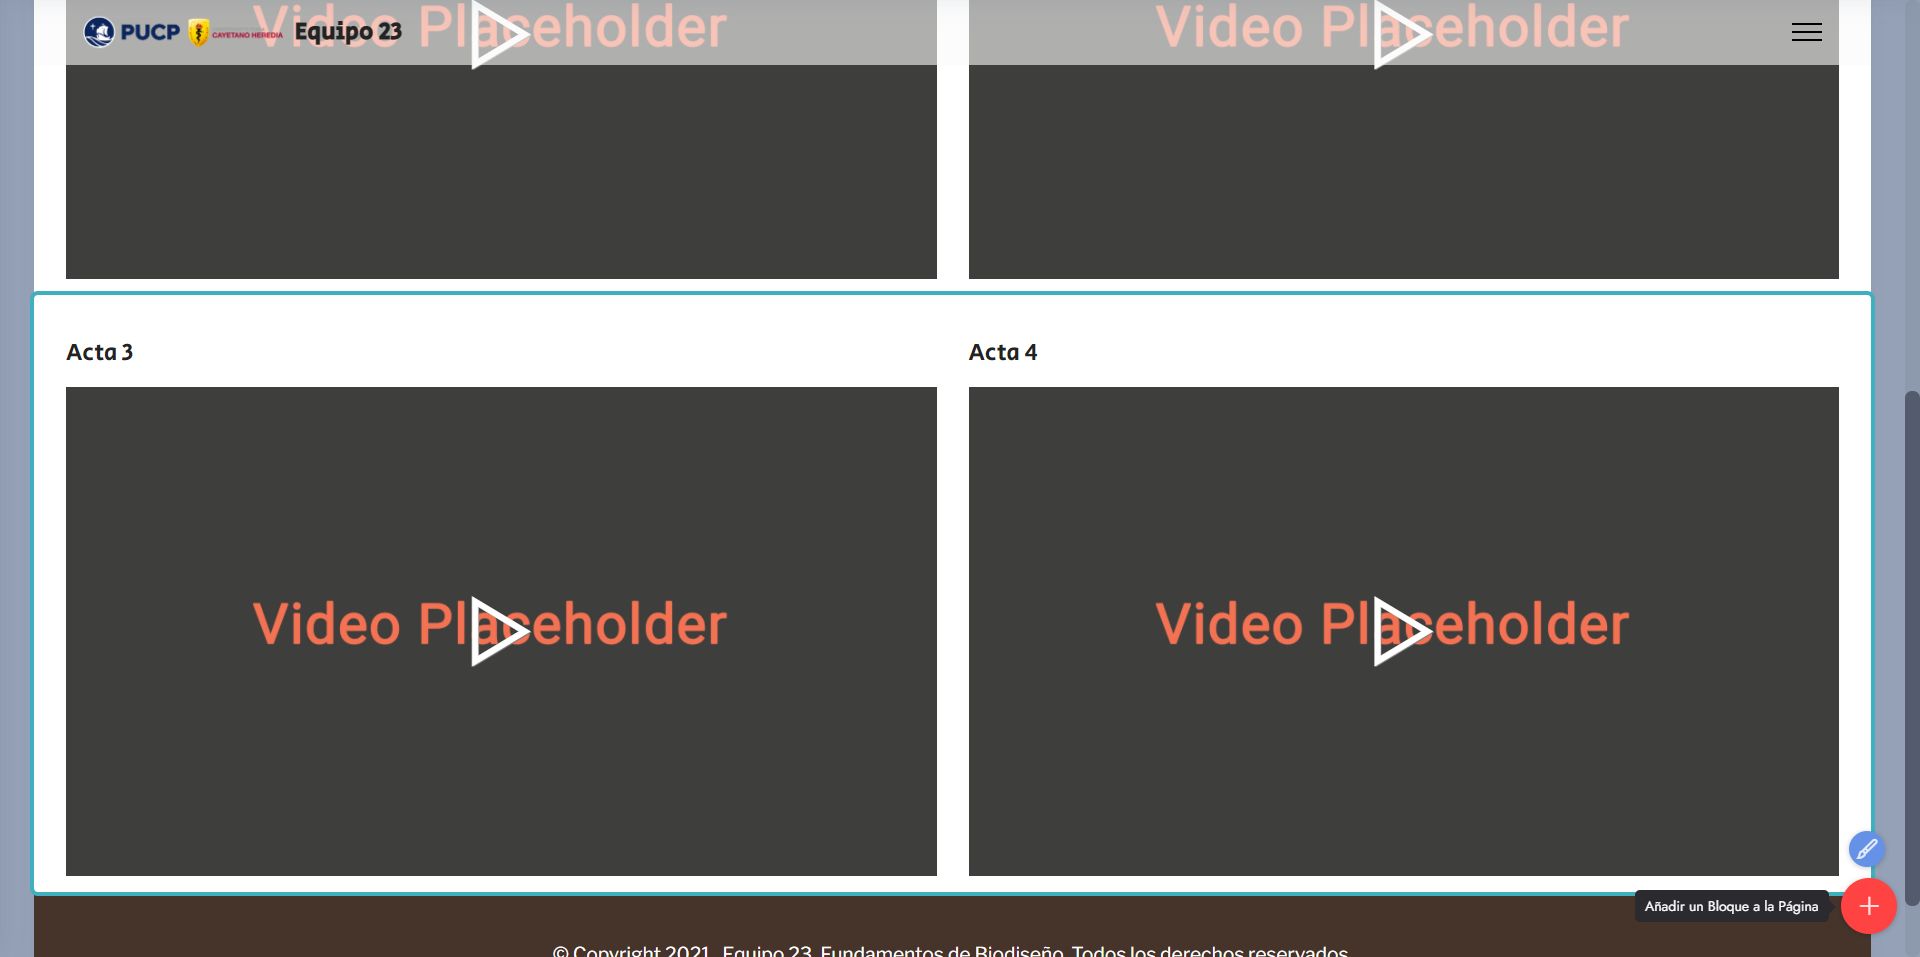 Video Placeholder
Video Placeholder
PUCP
CAYETANO HEREDIA
Equipo 23
Acta 3
Acta 4
Video Placeholder
Video Placeholder
Añadir un Bloque a la Página
© Copyright 2021 Equipo 23. Fundamentos de Biodiseño. Todos los derechos reservados